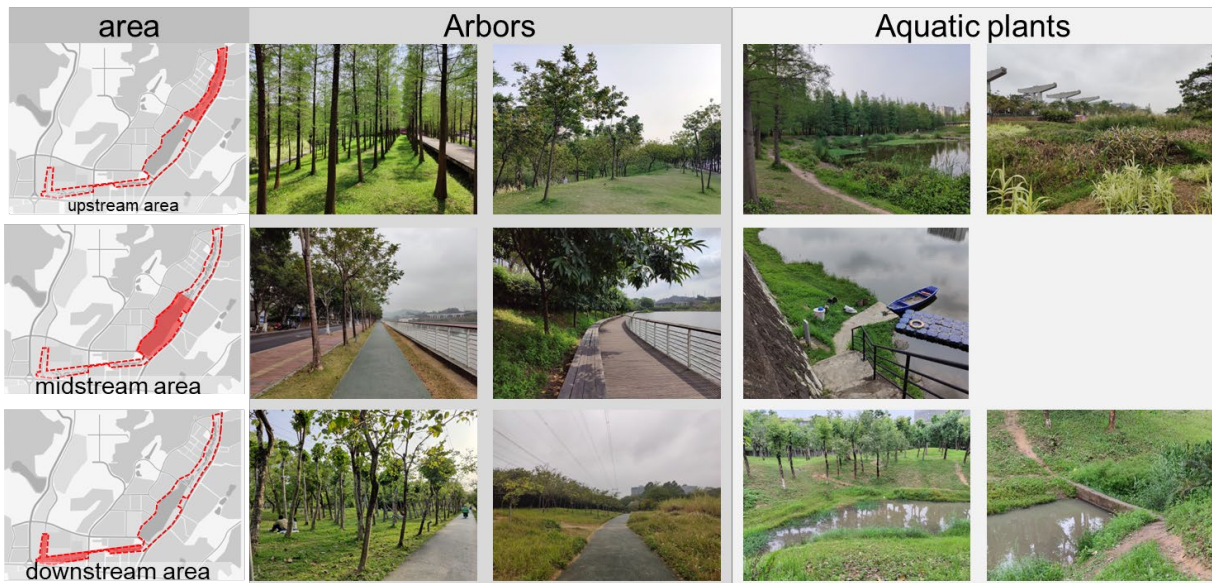 area
Arbors
Aquatic plants
upstream area
midstream area
downstream area